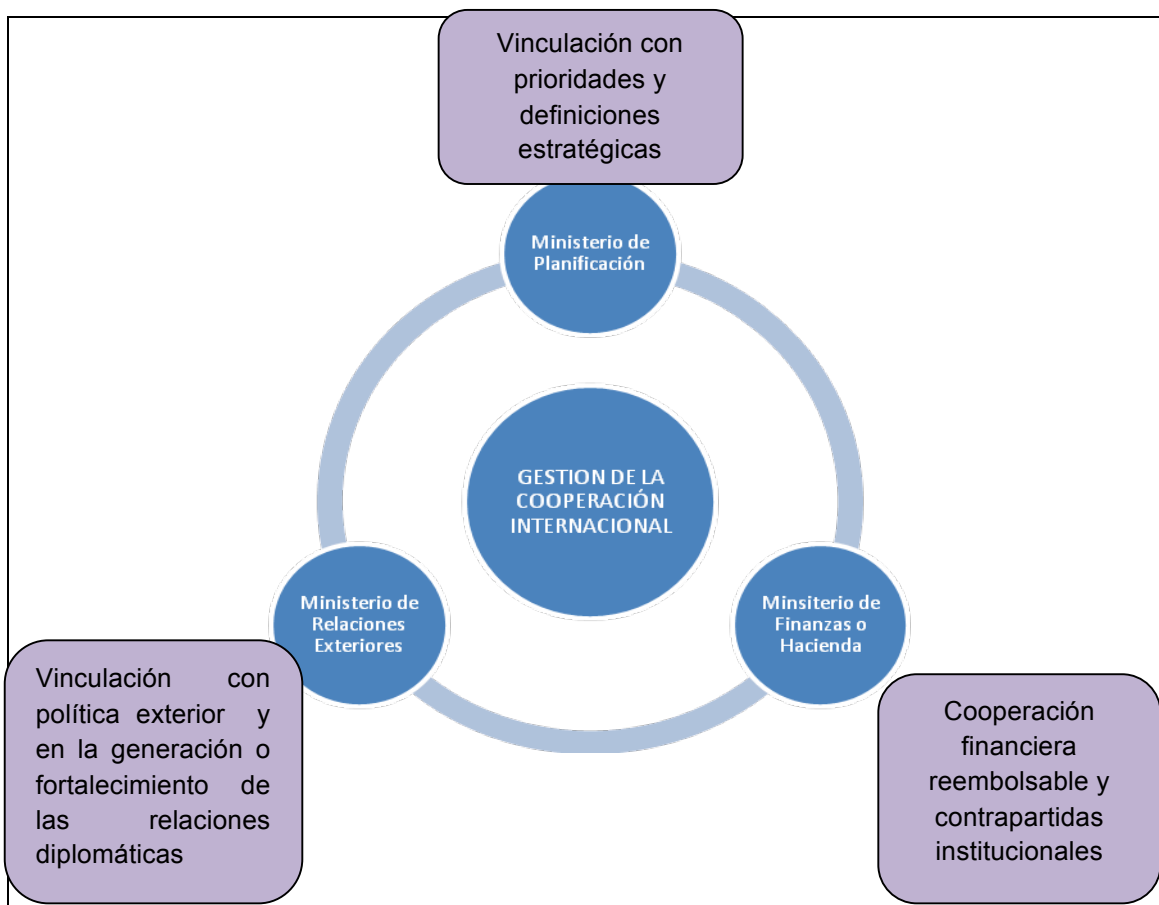 Vinculación con
prioridades y
definiciones
estratégicas
Ministerio de
Planificación
GESTION DE LA
COOPERACIÓN
INTERNACIONAL
Ministerio de
Relaciones
Exteriores
Minsiterio de
Finanzas o
Hacienda
Vinculación con
política exterior y
en la generación o
fortalecimiento de
las relaciones
diplomáticas
Cooperación
financiera
reembolsable y
contrapartidas
institucionales